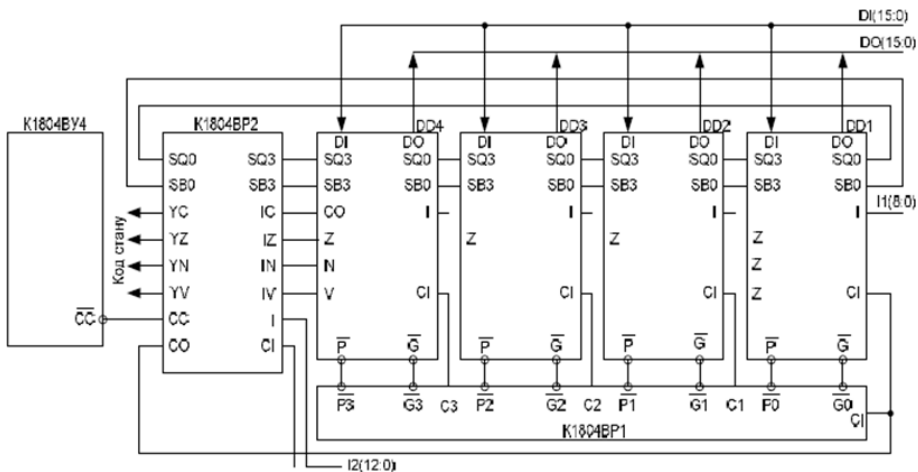 DI(15:0)
DO(15:0)
К1804ВУ4
К1804ВР2
DD4
DD3
DD2
DD1
DI DO
DI DO
DI DO
DI DO
SQ0 SQ3
SQ3 SQ0
SQ3 SQ0
SQ3 SQ0
SQ3 SQ0
SB0 SB3
SB3 SB0
SB3 SB0
SB3 SB0
SB3 SB0
YC IC
CO I
I
I
I
I1(8:0)
YZ IZ
Z
Z
Z
Z
YN IN
N
Z
YV IV
V CI
CI
CI
Z CI
Код стану
CC
CC I
CO CI
P G
P G
P G
P G
P3 G3 C3 P2 G2 C2 P1 G1 C1 P0 G0
CI
К1804ВР1
I2(12:0)